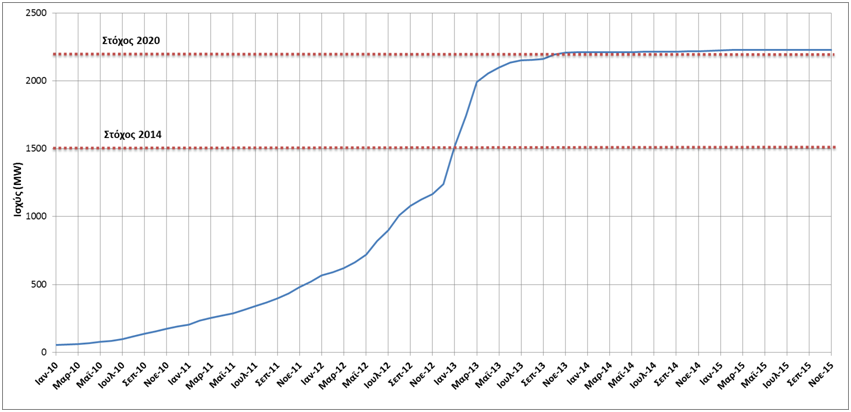 2500
Στόχος 2020
2000
Στόχος 2014
1500
Ισχύς (MW)
1000
500
0
Ιαν-10
Μαρ-10
Μαϊ-10
Ιουλ-10
Σεπ-10
Νοε-10
Ιαν-11
Μαρ-11
Μαϊ-11
Ιουλ-11
Σεπ-11
Νοε-11
Ιαν-12
Μαρ-12
Μαϊ-12
Ιουλ-12
Σεπ-12
Νοε-12
Ιαν-13
Μαρ-13
Μαϊ-13
Ιουλ-13
Σεπ-13
Νοε-13
Ιαν-14
Μαρ-14
Μαϊ-14
Ιουλ-14
Σεπ-14
Νοε-14
Ιαν-15
Μαρ-15
Μαϊ-15
Ιουλ-15
Σεπ-15
Νοε-15